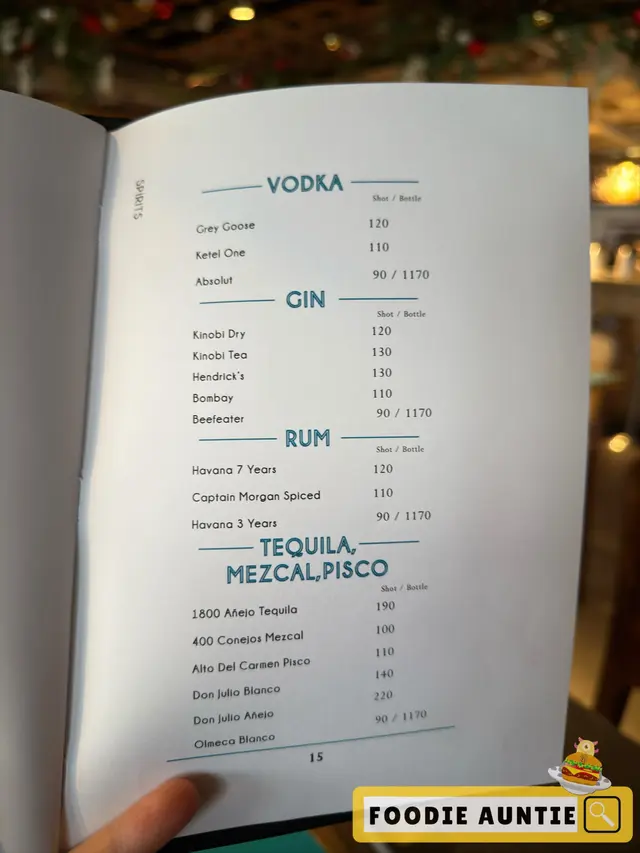 SPIRITS
VODKA
Shot / Bottle
Grey Goose 120
Ketel One 110
Absolut 90 / 1170
GIN
Shot / Bottle
Kinobi Dry 120
Kinobi Tea 130
Hendrick's 130
Bombay 110
Beefeater 90 / 1170
RUM
Shot / Bottle
Havana 7 Years 120
Captain Morgan Spiced 110
Havana 3 Years 90 / 1170
TEQUILA,
MEZCAL,PISCO
Shot / Bottle
1800 Añejo Tequila 190
400 Conejos Mezcal 100
Alto Del Carmen Pisco 110
Don Julio Blanco 140
Don Julio Añejo 220
Olmeca Blanco 90 / 1170
15
FOODIE AUNTIE